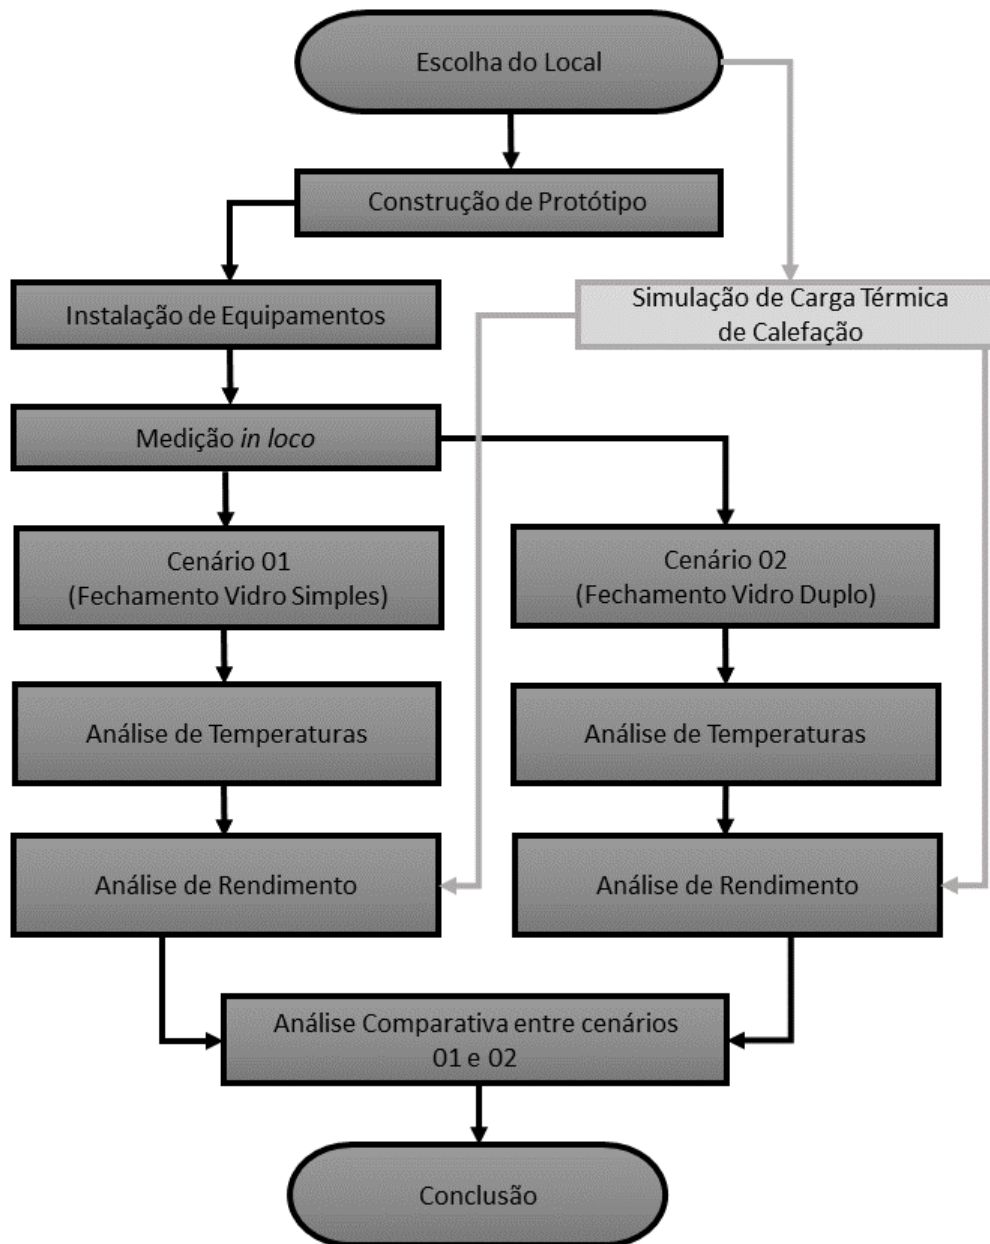 Escolha do Local
Construção de Protótipo
Instalação de Equipamentos
Simulação de Carga Térmica
de Calefação
Medição in loco
Cenário 01
(Fechamento Vidro Simples)
Cenário 02
(Fechamento Vidro Duplo)
Análise de Temperaturas
Análise de Temperaturas
Análise de Rendimento
Análise de Rendimento
Análise Comparativa entre cenários
01 e 02
Conclusão